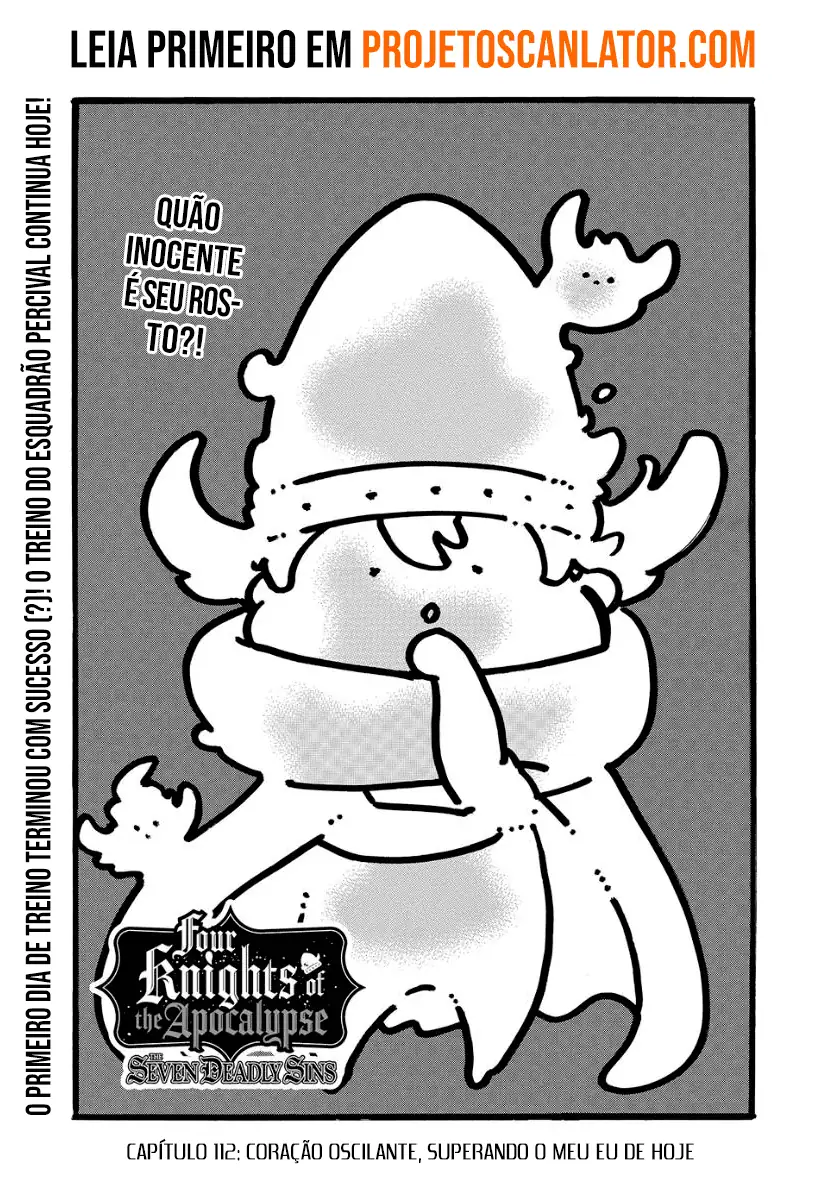 LEIA PRIMEIRO EM PROJETOSCANLATOR.COM
O PRIMEIRO DIA DE TREINO TERMINOU COM SUCESSO (?)! O TREINO DO ESQUADRÃO PERCIVAL CONTINUA HOJE!
QUÃO
INOCENTE
É SEU ROS-
TO?!
Four
Knights of
the Apocalypse
THE
SEVEN DEADLY SINS
CAPÍTULO 112: CORAÇÃO OSCILANTE, SUPERANDO O MEU EU DE HOJE